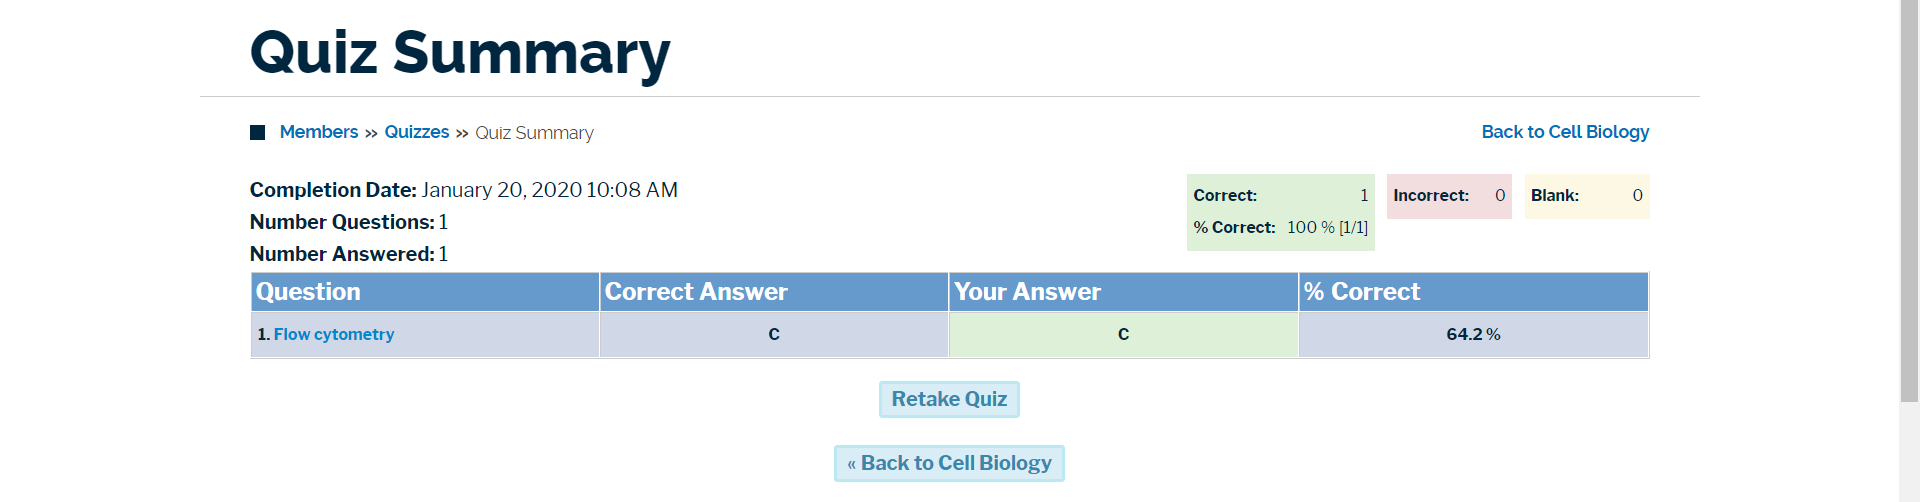 Quiz Summary
Members » Quizzes » Quiz Summary
Back to Cell Biology
Completion Date: January 20, 2020 10:08 AM
Number Questions: 1
Number Answered: 1
Correct: 1
% Correct: 100 % [1/1]
Incorrect: 0
Blank: 0
Question Correct Answer Your Answer % Correct
1. Flow cytometry C C 64.2 %
Retake Quiz
« Back to Cell Biology